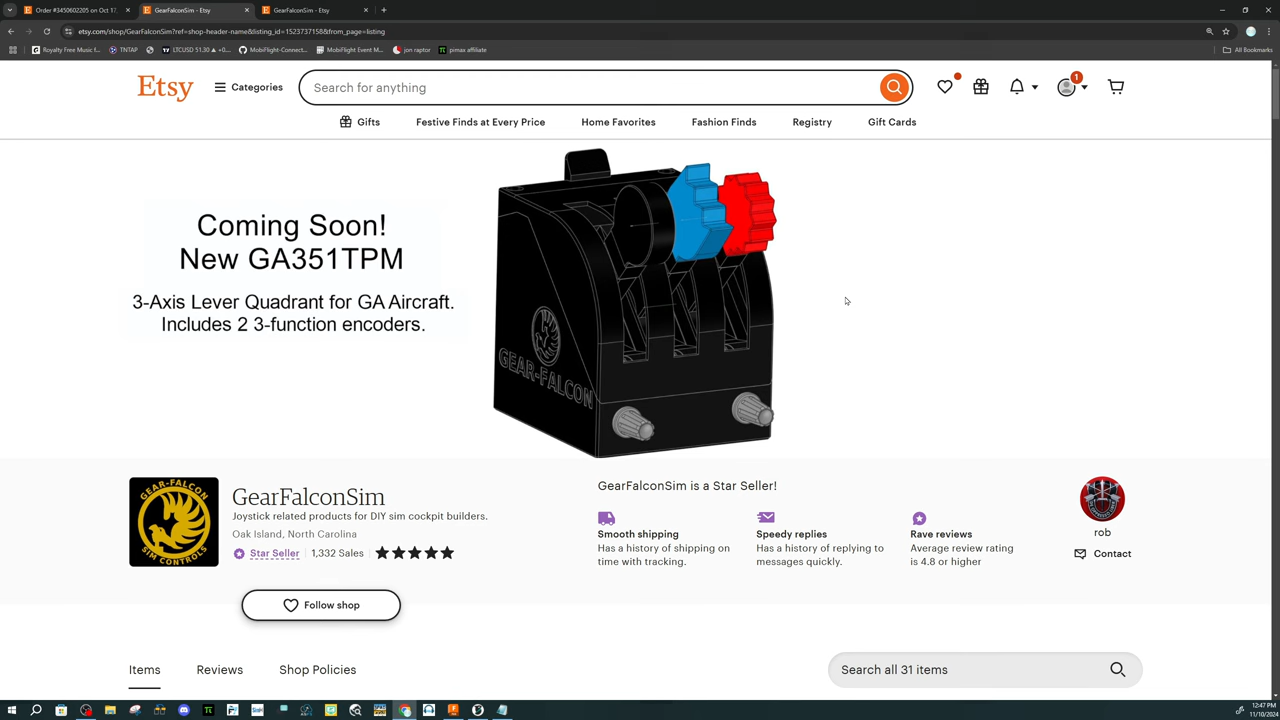 Order #3450602205 on Oct 17,
GearFalconSim - Etsy
GearFalconSim - Etsy
etsy.com/shop/GearFalconSim?ref=shop-header-name&listing_id=1523737158&from_page=listing
Royalty Free Music f...
TNTAP
LTCUSD 51.30 ▲ +0...
MobiFlight-Connect...
MobiFlight Event M...
jon raptor
pimax affiliate
All Bookmarks
Etsy
Categories
Search for anything
1
Gifts
Festive Finds at Every Price
Home Favorites
Fashion Finds
Registry
Gift Cards
Coming Soon!
New GA351TPM
3-Axis Lever Quadrant for GA Aircraft.
Includes 2 3-function encoders.
GEAR-FALCON
GEAR-FALCON
SIM CONTROLS
GearFalconSim
Joystick related products for DIY sim cockpit builders.
Oak Island, North Carolina
Star Seller
1,332 Sales
Follow shop
GearFalconSim is a Star Seller!
Smooth shipping
Has a history of shipping on
time with tracking.
Speedy replies
Has a history of replying to
messages quickly.
Rave reviews
Average review rating
is 4.8 or higher
rob
Contact
Items
Reviews
Shop Policies
Search all 31 items
12:47 PM
11/10/2024